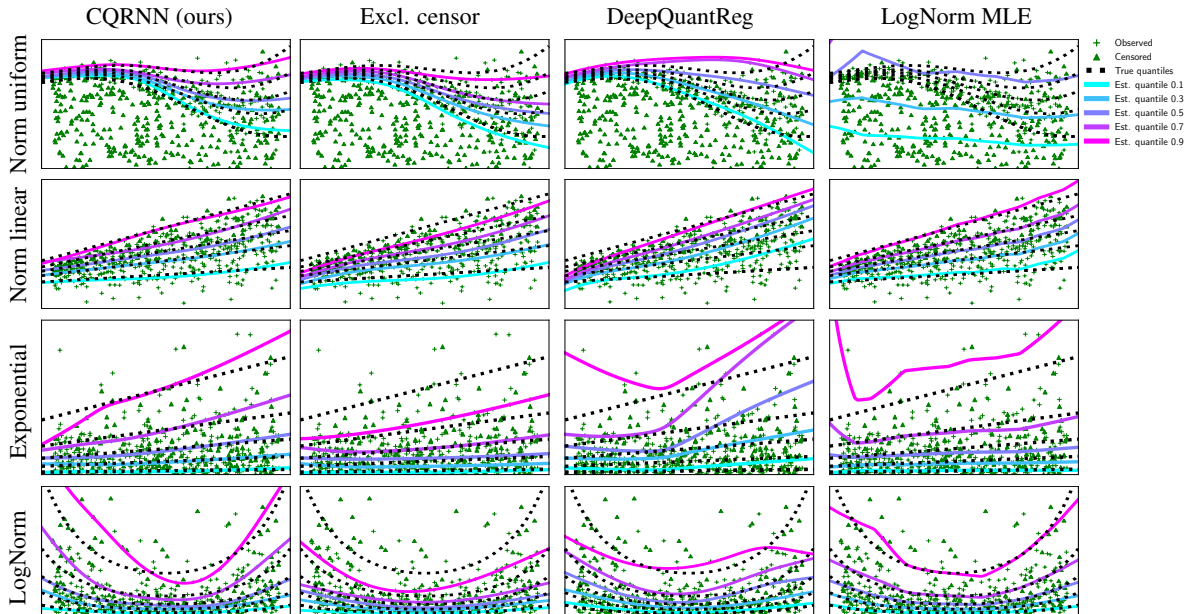 CQRNN (ours)
Excl. censor
DeepQuantReg
LogNorm MLE
Norm uniform
Observed
Censored
True quantiles
Est. quantile 0.1
Est. quantile 0.3
Est. quantile 0.5
Est. quantile 0.7
Est. quantile 0.9
Norm linear
Exponential
LogNorm